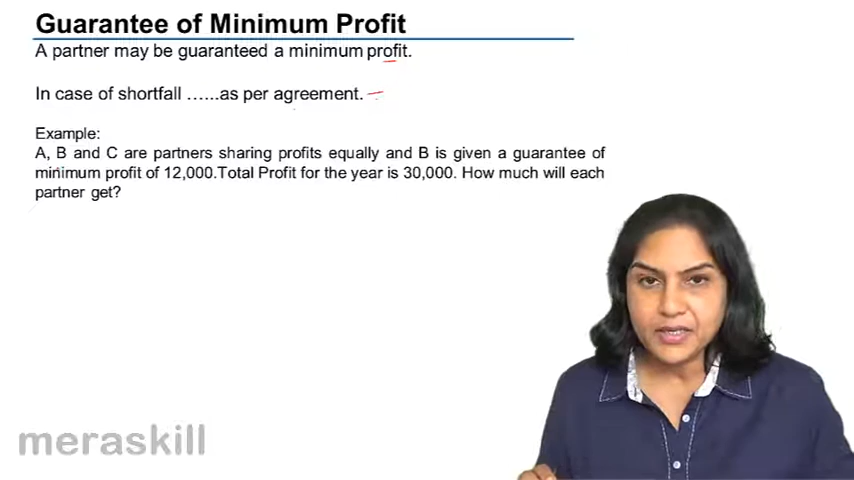 Guarantee of Minimum Profit
A partner may be guaranteed a minimum profit.
In case of shortfall ......as per agreement.
Example:
A, B and C are partners sharing profits equally and B is given a guarantee of
minimum profit of 12,000.Total Profit for the year is 30,000. How much will each
partner get?
meraskill